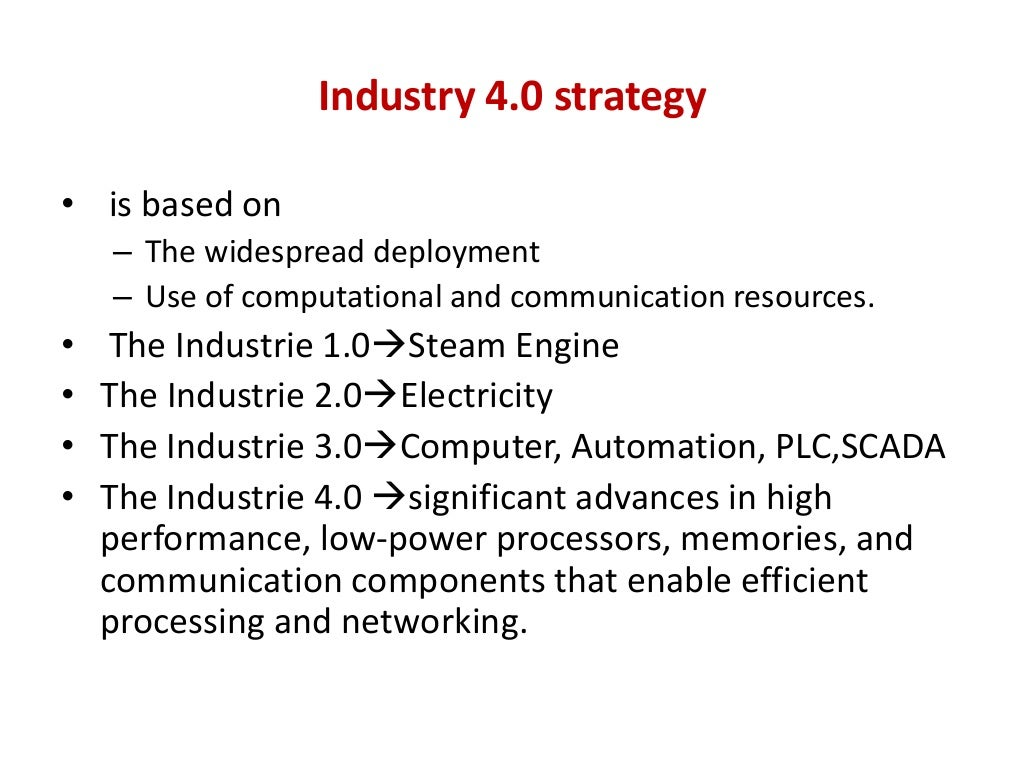 Industry 4.0 strategy
• is based on
– The widespread deployment
– Use of computational and communication resources.
• The Industrie 1.0→Steam Engine
• The Industrie 2.0→Electricity
• The Industrie 3.0→Computer, Automation, PLC,SCADA
• The Industrie 4.0 →significant advances in high
performance, low-power processors, memories, and
communication components that enable efficient
processing and networking.